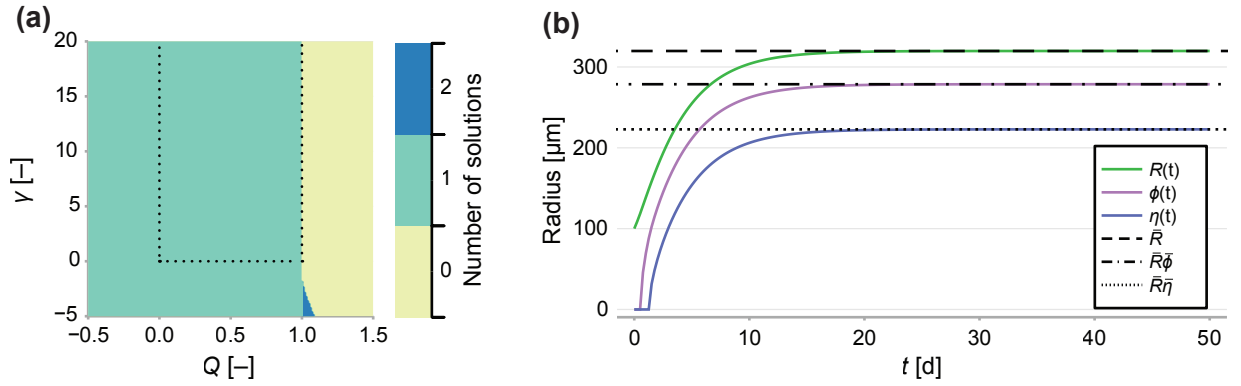 (a)
20
15
10
5
0
−5
γ [–]
−0.5 0.0 0.5 1.0 1.5
Q [–]
2
1
0
Number of solutions
(b)
300
200
100
0
Radius [µm]
0 10 20 30 40 50
t [d]
R(t)
ϕ(t)
η(t)
R̄
R̄ϕ̄
R̄η̄